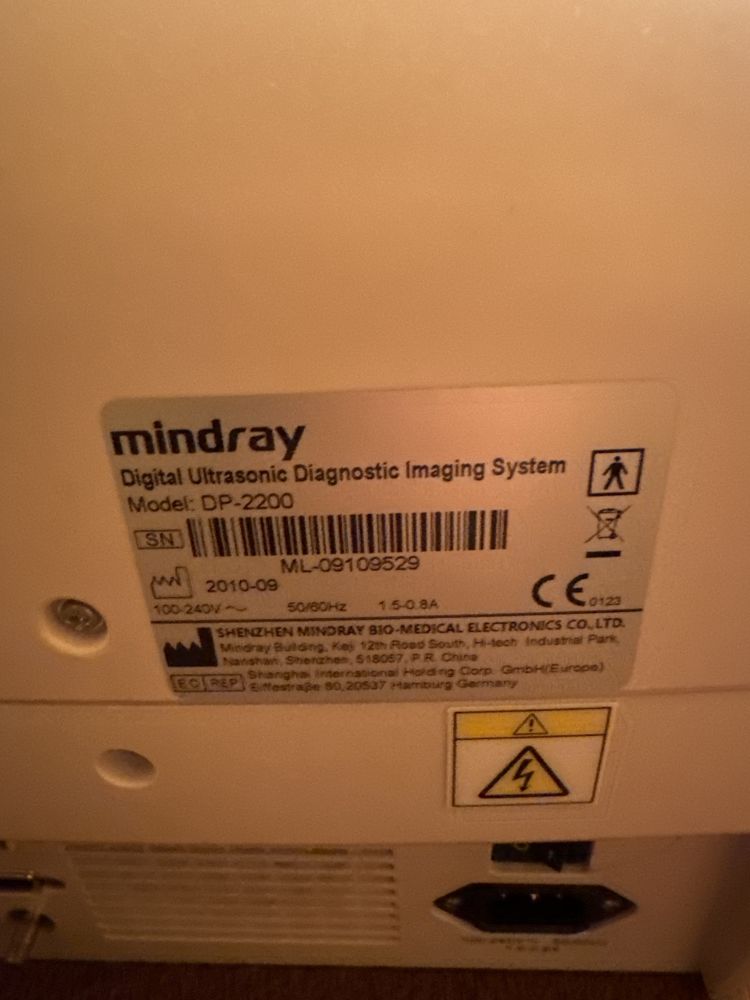 mindray
Digital Ultrasonic Diagnostic Imaging System
Model: DP-2200
SN
ML-09109529
2010-09
CE 0123
100-240V ~ 50/60Hz 1.5-0.8A
SHENZHEN MINDRAY BIO-MEDICAL ELECTRONICS CO., LTD.
Mindray Building, Keji 12th Road South, Hi-tech Industrial Park,
Nanshan, Shenzhen, 518057, P.R. China
EC REP
Shanghai International Holding Corp. GmbH(Europe)
Eiffestraβe 80, 20537 Hamburg Germany